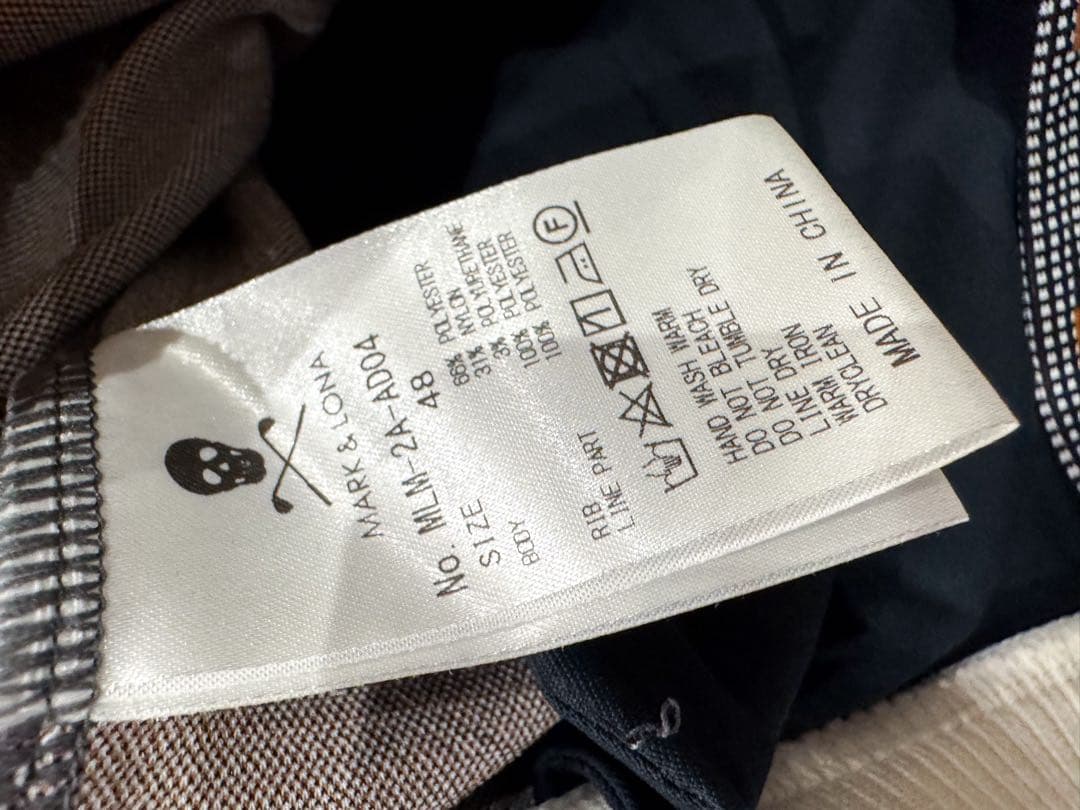 MARK & LONA
No. MLM-2A-AD04
SIZE 48
BODY 66% POLYESTER
31% NYLON
3% POLYURETHANE
RIB 100% POLYESTER
LINE PART 100% POLYESTER
F
HAND WASH WARM
DO NOT BLEACH
DO NOT TUMBLE DRY
LINE DRY
WARM IRON
DRYCLEAN
MADE IN CHINA